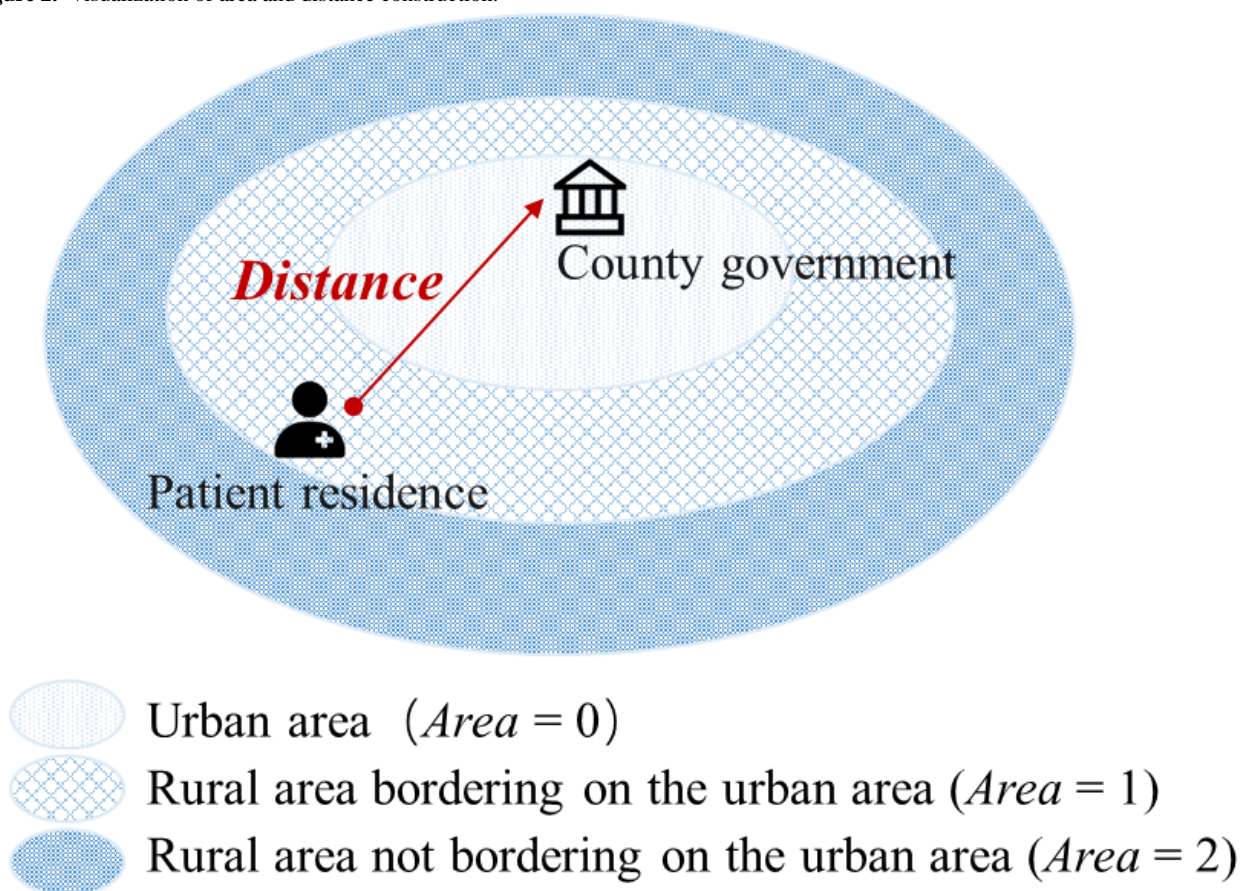 County government
Distance
Patient residence
Urban area （Area = 0）
Rural area bordering on the urban area (Area = 1)
Rural area not bordering on the urban area (Area = 2)